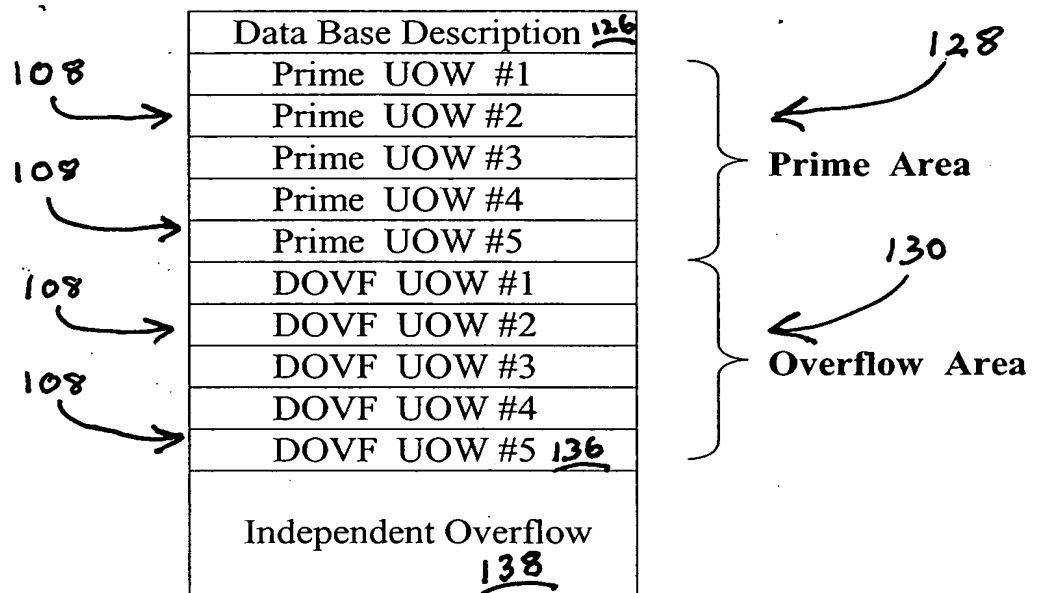 Data Base Description 126
128
108
Prime UOW #1
Prime UOW #2
108
Prime UOW #3
Prime Area
Prime UOW #4
Prime UOW #5
130
108
DOVF UOW #1
DOVF UOW #2
DOVF UOW #3
Overflow Area
108
DOVF UOW #4
DOVF UOW #5 136
Independent Overflow
138